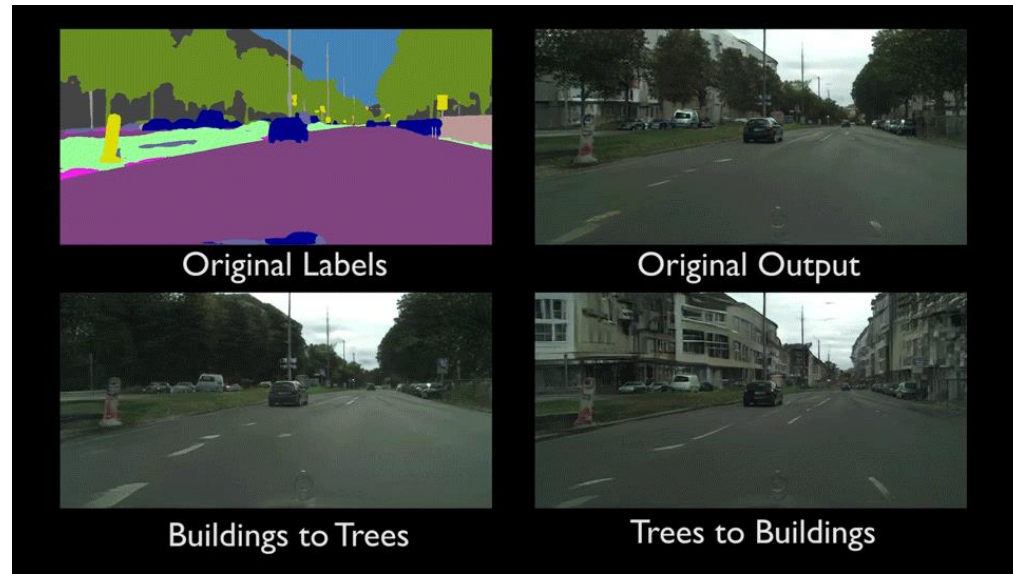 Original Labels
Original Output
Buildings to Trees
Trees to Buildings